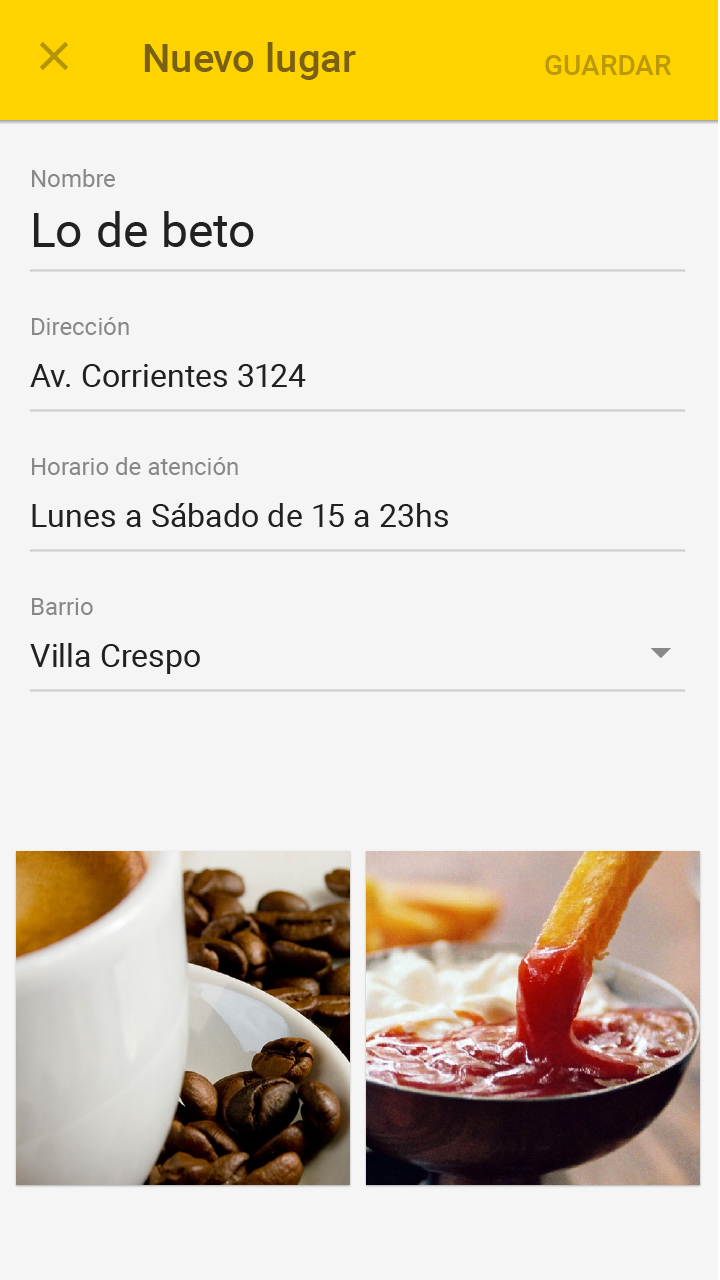 Nuevo lugar
GUARDAR
Nombre
Lo de beto
Dirección
Av. Corrientes 3124
Horario de atención
Lunes a Sábado de 15 a 23hs
Barrio
Villa Crespo